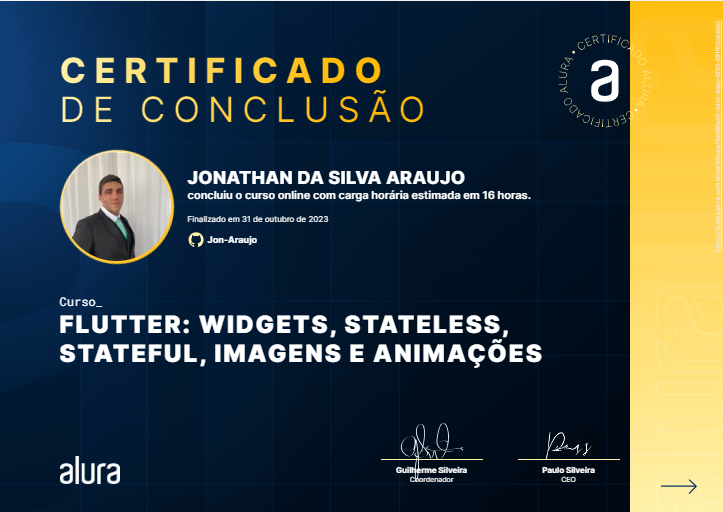 CERTIFICADO
DE CONCLUSÃO
CERTIFICADO ALURA • CERTIFICADO ALURA •
a
JONATHAN DA SILVA ARAUJO
concluiu o curso online com carga horária estimada em 16 horas.
Finalizado em 31 de outubro de 2023
Jon-Araujo
Curso_
FLUTTER: WIDGETS, STATELESS,
STATEFUL, IMAGENS E ANIMAÇÕES
alura
Guilherme Silveira
Coordenador
Paulo Silveira
CEO
alura